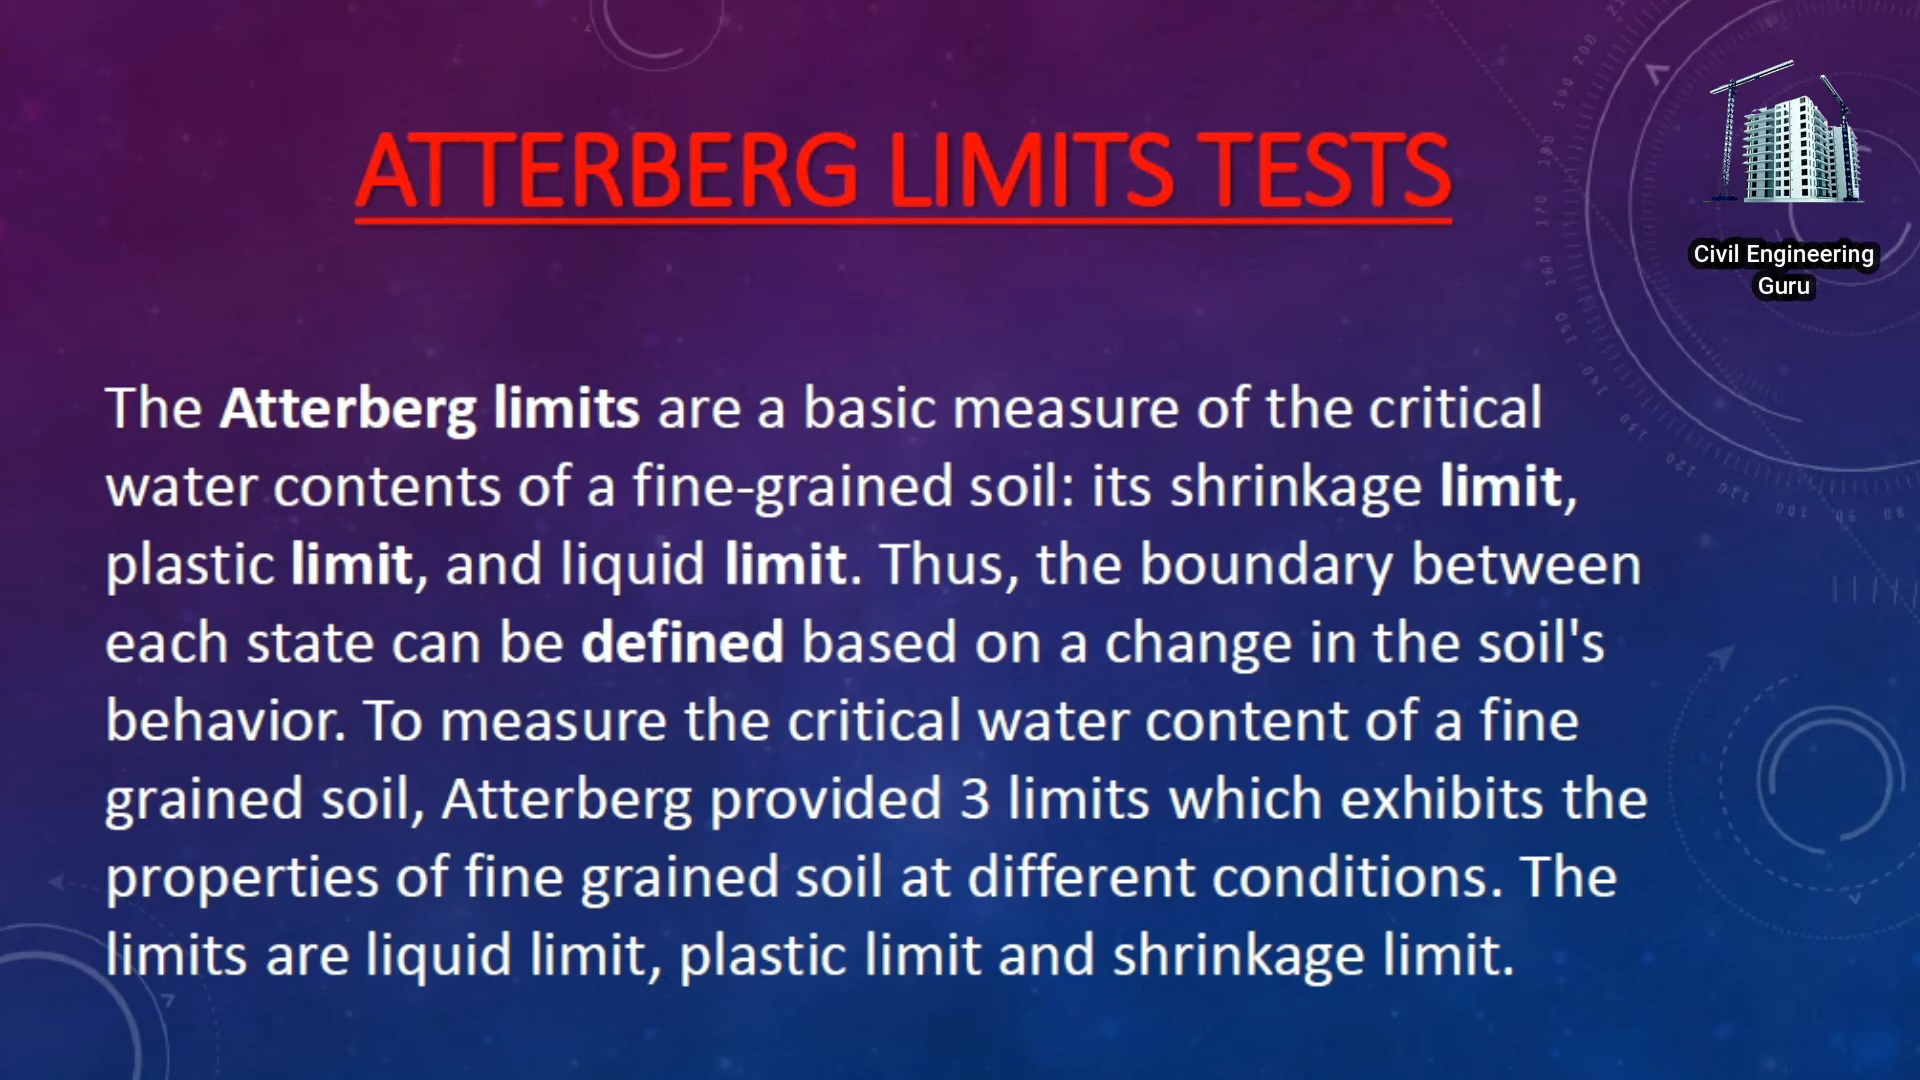 ATTERBERG LIMITS TESTS
Civil Engineering
Guru
The Atterberg limits are a basic measure of the critical
water contents of a fine-grained soil: its shrinkage limit,
plastic limit, and liquid limit. Thus, the boundary between
each state can be defined based on a change in the soil's
behavior. To measure the critical water content of a fine
grained soil, Atterberg provided 3 limits which exhibits the
properties of fine grained soil at different conditions. The
limits are liquid limit, plastic limit and shrinkage limit.